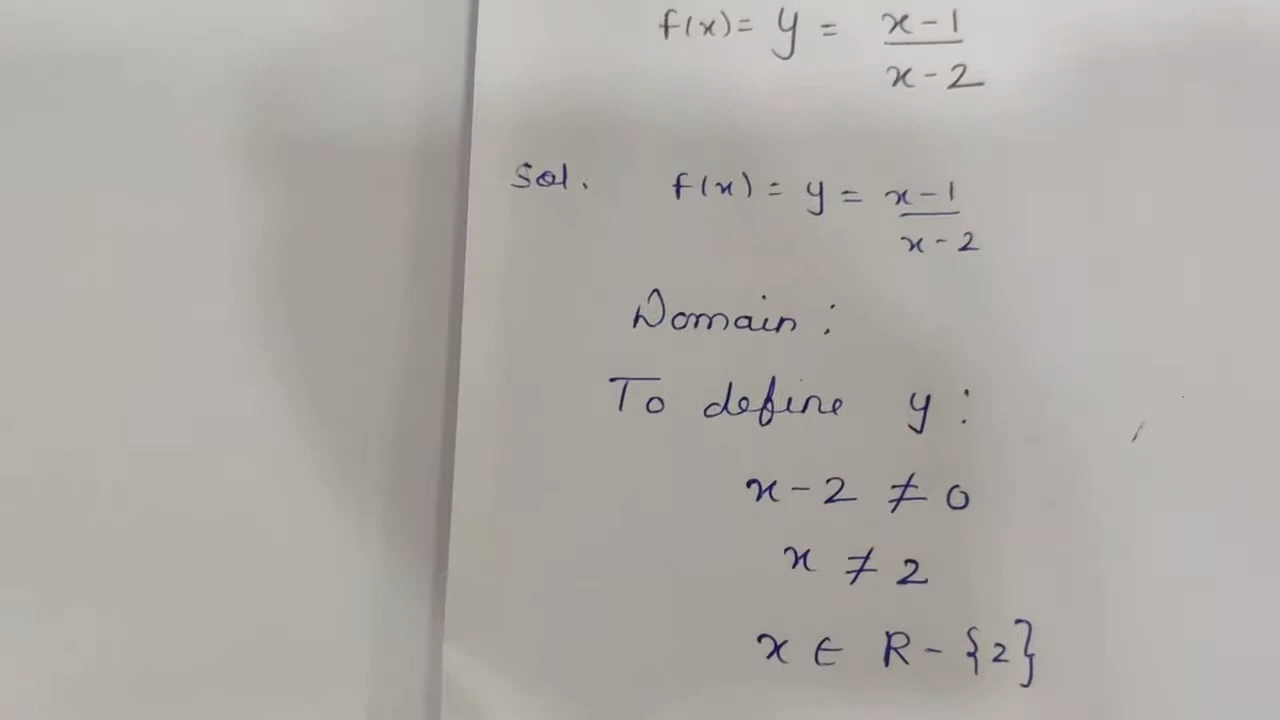 f(x) = y = x-1
x-2
Sol. f(x) = y = x-1
x-2
Domain :
To define y :
x-2 ≠ 0
x ≠ 2
x ∈ R - {2}